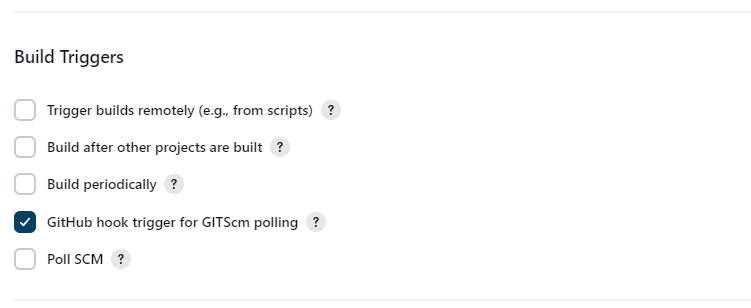 Build Triggers
Trigger builds remotely (e.g., from scripts) ?
Build after other projects are built ?
Build periodically ?
GitHub hook trigger for GITScm polling ?
Poll SCM ?